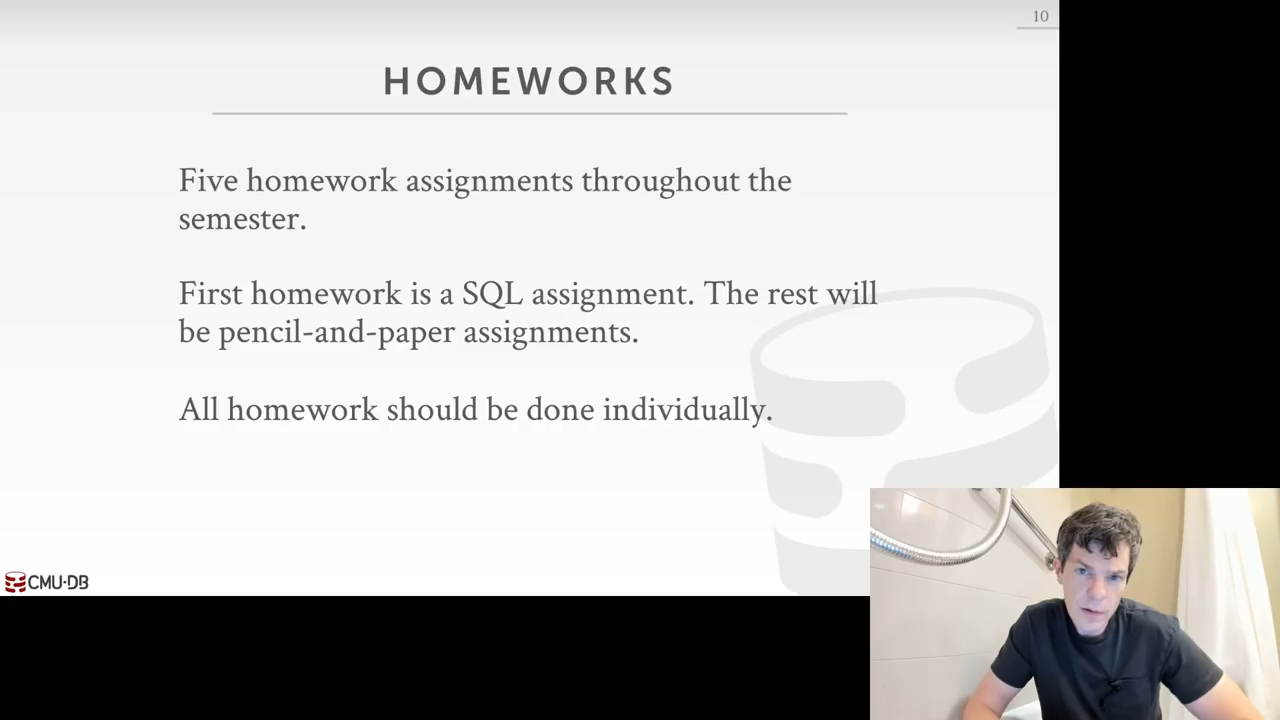 10
HOMEWORKS
Five homework assignments throughout the
semester.
First homework is a SQL assignment. The rest will
be pencil-and-paper assignments.
All homework should be done individually.
CMU·DB